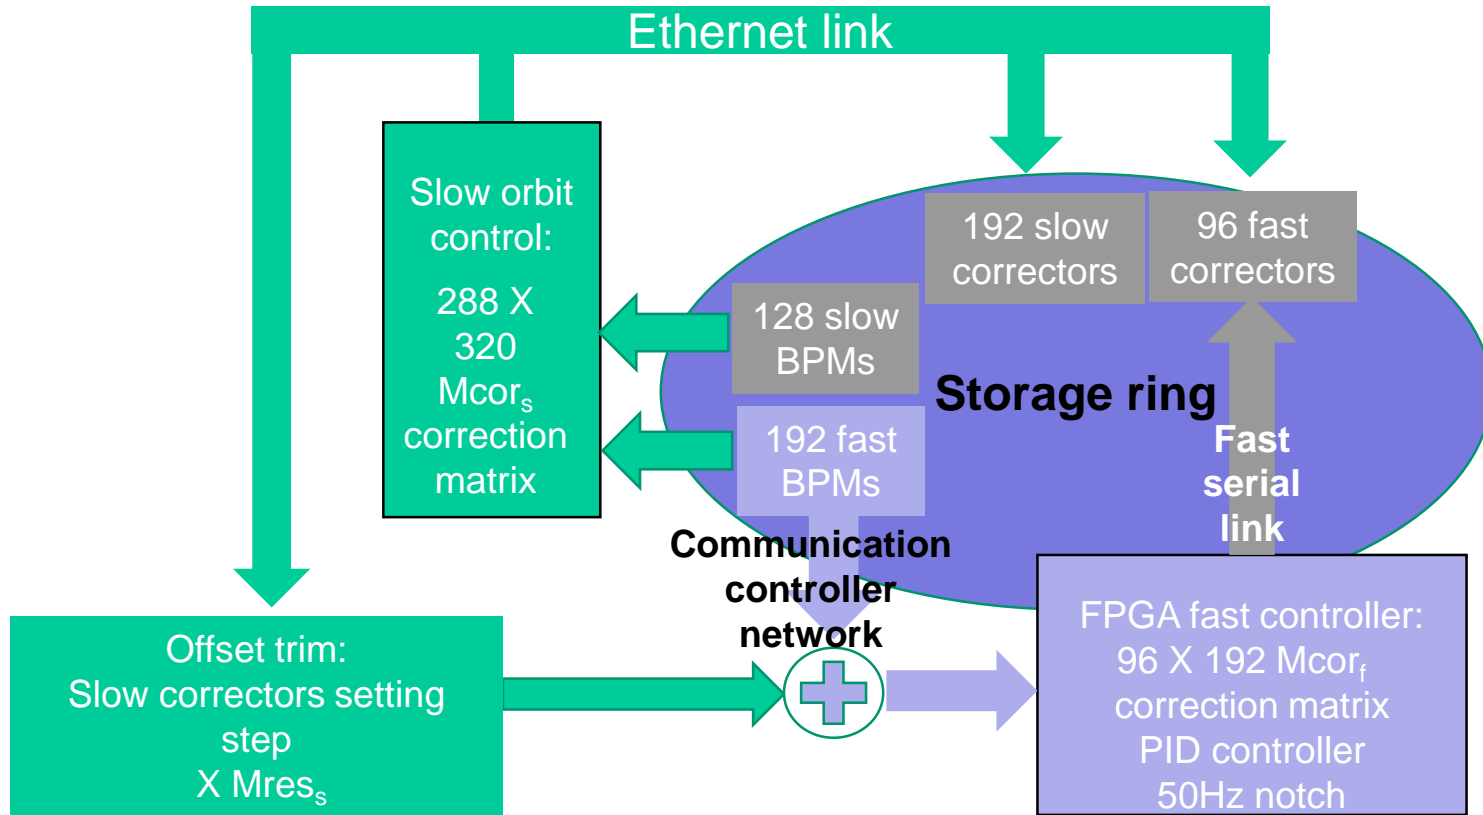 Ethernet link
Slow orbit
control:
288 X
320
Mcorₛ
correction
matrix
192 slow
correctors
96 fast
correctors
128 slow
BPMs
Storage ring
192 fast
BPMs
Fast
serial
link
Communication
controller
network
Offset trim:
Slow correctors setting
step
X Mresₛ
FPGA fast controller:
96 X 192 Mcor_f
correction matrix
PID controller
50Hz notch